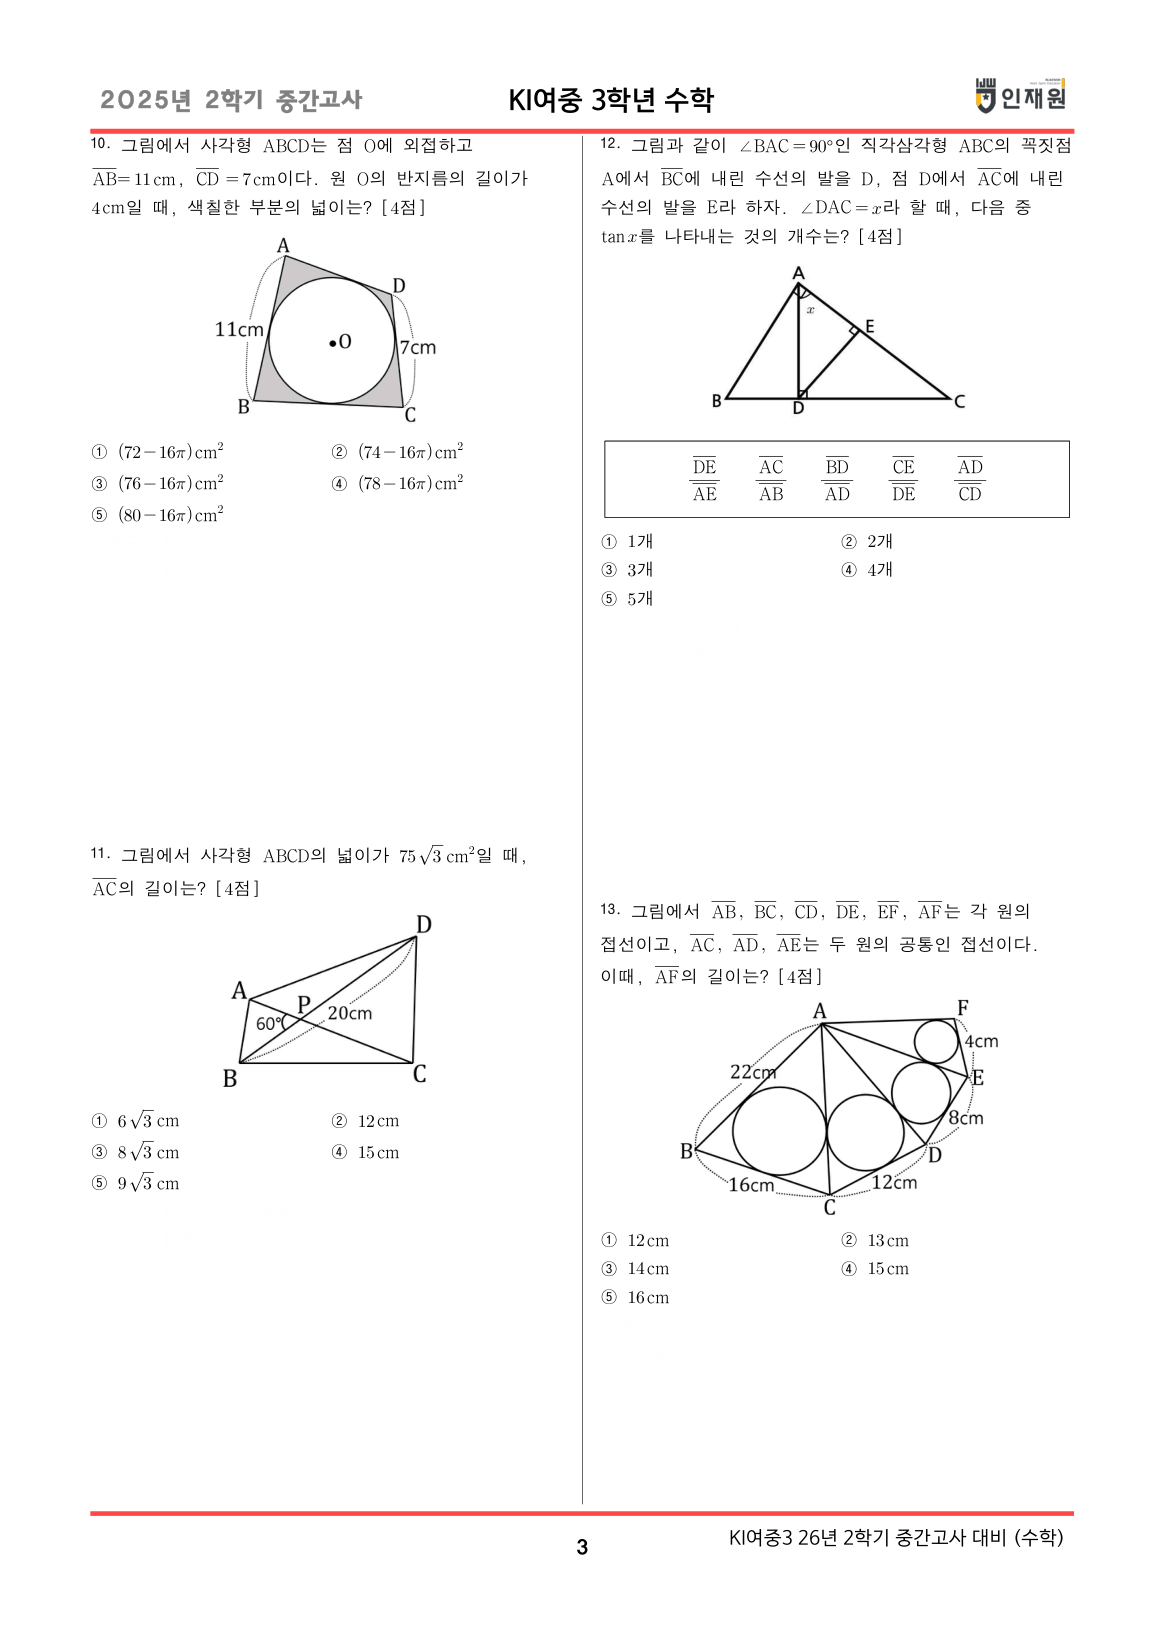 2025년 2학기 중간고사
KI여중 3학년 수학
IJW 인재원
10. 그림에서 사각형 ABCD는 점 O에 외접하고
AB=11cm, CD=7cm이다. 원 O의 반지름의 길이가
4cm일 때, 색칠한 부분의 넓이는? [4점]
A
D
11cm
O
7cm
B
C
① (72-16π)cm²
② (74-16π)cm²
③ (76-16π)cm²
④ (78-16π)cm²
⑤ (80-16π)cm²
11. 그림에서 사각형 ABCD의 넓이가 75√3 cm²일 때,
AC의 길이는? [4점]
D
A
P
60°
20cm
B
C
① 6√3 cm
② 12cm
③ 8√3 cm
④ 15cm
⑤ 9√3 cm
12. 그림과 같이 ∠BAC=90°인 직각삼각형 ABC의 꼭짓점
A에서 BC에 내린 수선의 발을 D, 점 D에서 AC에 내린
수선의 발을 E라 하자. ∠DAC=x라 할 때, 다음 중
tan x를 나타내는 것의 개수는? [4점]
A
x
E
B
D
C
DE/AE AC/AB BD/AD CE/DE AD/CD
① 1개
② 2개
③ 3개
④ 4개
⑤ 5개
13. 그림에서 AB, BC, CD, DE, EF, AF는 각 원의
접선이고, AC, AD, AE는 두 원의 공통인 접선이다.
이때, AF의 길이는? [4점]
A
F
4cm
22cm
E
8cm
B
D
16cm
12cm
C
① 12cm
② 13cm
③ 14cm
④ 15cm
⑤ 16cm
3
KI여중3 26년 2학기 중간고사 대비 (수학)